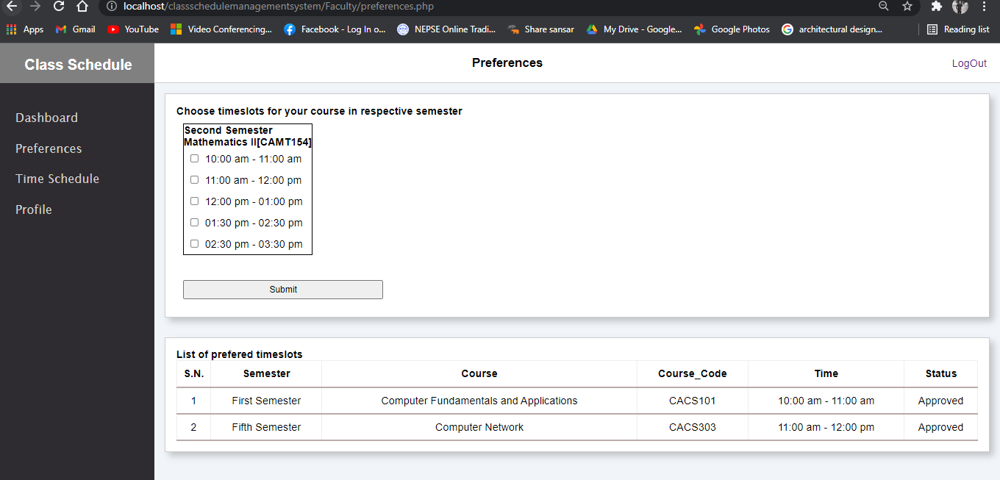 localhost/classschedulemanagementsystem/Faculty/preferences.php
Apps Gmail YouTube Video Conferencing... Facebook - Log In o... NEPSE Online Tradi... Share sansar My Drive - Google... Google Photos architectural design... Reading list
Class Schedule
Preferences
LogOut
Dashboard
Preferences
Time Schedule
Profile
Choose timeslots for your course in respective semester
Second Semester
Mathematics II[CAMT154]
10:00 am - 11:00 am
11:00 am - 12:00 pm
12:00 pm - 01:00 pm
01:30 pm - 02:30 pm
02:30 pm - 03:30 pm
Submit
List of prefered timeslots
S.N. Semester Course Course_Code Time Status
1 First Semester Computer Fundamentals and Applications CACS101 10:00 am - 11:00 am Approved
2 Fifth Semester Computer Network CACS303 11:00 am - 12:00 pm Approved